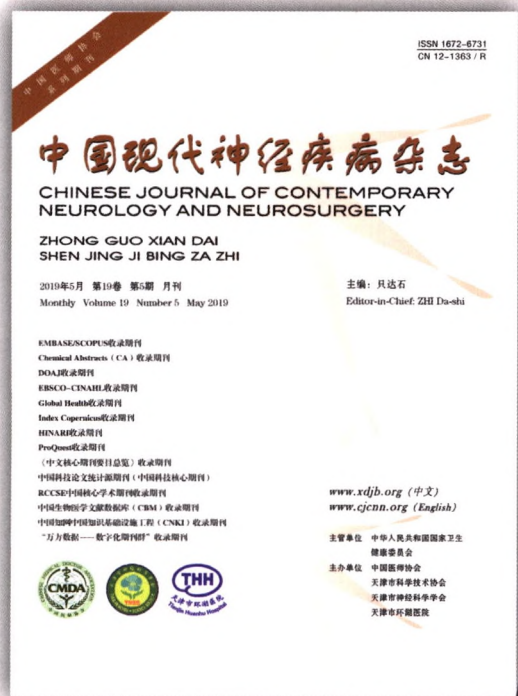 中国医师协会
系列期刊
ISSN 1672-6731
CN 12-1363 / R
中国现代神经疾病杂志
CHINESE JOURNAL OF CONTEMPORARY
NEUROLOGY AND NEUROSURGERY
ZHONG GUO XIAN DAI
SHEN JING JI BING ZA ZHI
2019年5月 第19卷 第5期 月刊
Monthly Volume 19 Number 5 May 2019
主编：只达石
Editor-in-Chief: ZHI Da-shi
EMBASE/SCOPUS收录期刊
Chemical Abstracts（CA）收录期刊
DOAJ收录期刊
EBSCO-CINAHL收录期刊
Global Health收录期刊
Index Copernicus收录期刊
HINARI收录期刊
ProQuest收录期刊
《中文核心期刊要目总览》收录期刊
中国科技论文统计源期刊（中国科技核心期刊）
RCCSE中国核心学术期刊收录期刊
中国生物医学文献数据库（CBM）收录期刊
中国知网中国知识基础设施工程（CNKI）收录期刊
“万方数据——数字化期刊群”收录期刊
www.xdjb.org（中文）
www.cjcnn.org（English）
主管单位 中华人民共和国国家卫生
健康委员会
主办单位 中国医师协会
天津市科学技术协会
天津市神经科学学会
天津市环湖医院
CMDA
THH
Tianjin Huanhu Hospital
天津市环湖医院